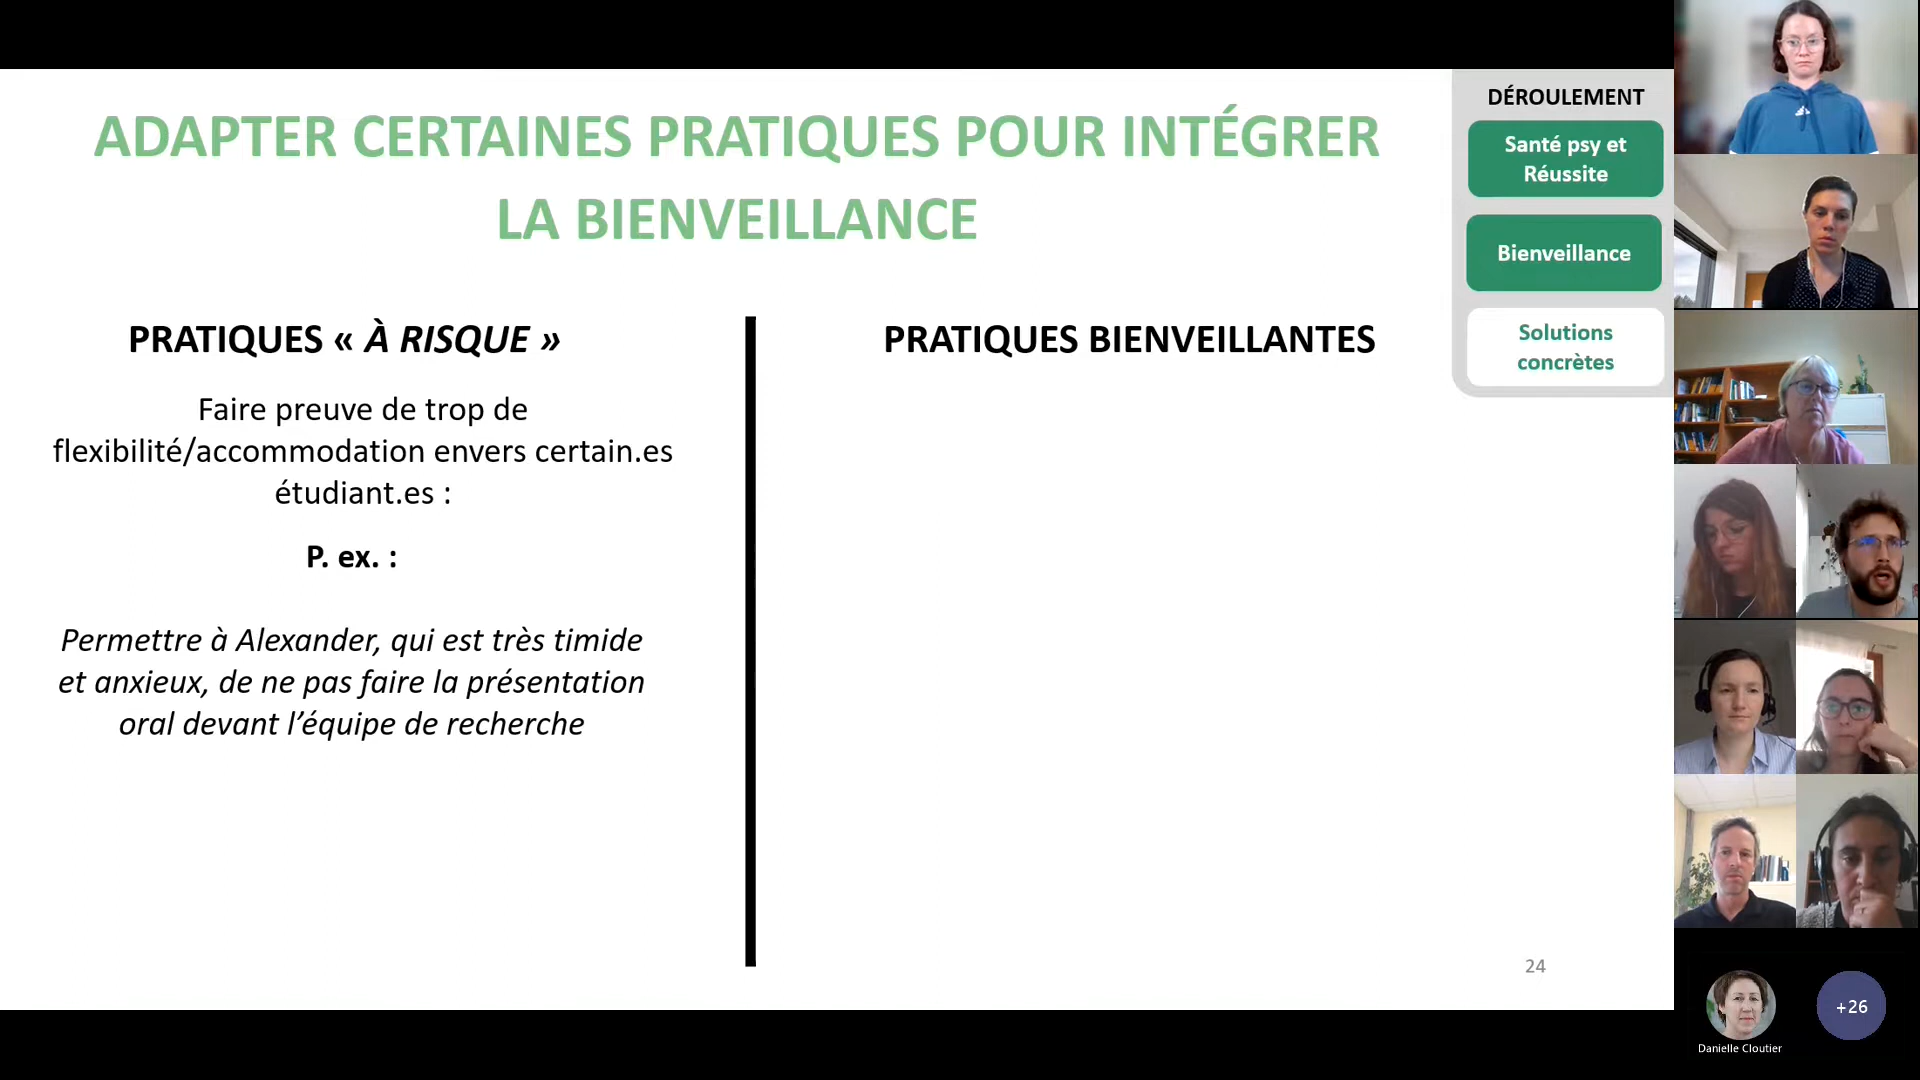 ADAPTER CERTAINES PRATIQUES POUR INTÉGRER
LA BIENVEILLANCE
PRATIQUES « À RISQUE »
Faire preuve de trop de
flexibilité/accommodation envers certain.es
étudiant.es :
P. ex. :
Permettre à Alexander, qui est très timide
et anxieux, de ne pas faire la présentation
oral devant l’équipe de recherche
PRATIQUES BIENVEILLANTES
DÉROULEMENT
Santé psy et
Réussite
Bienveillance
Solutions
concrètes
24
Danielle Cloutier
+26